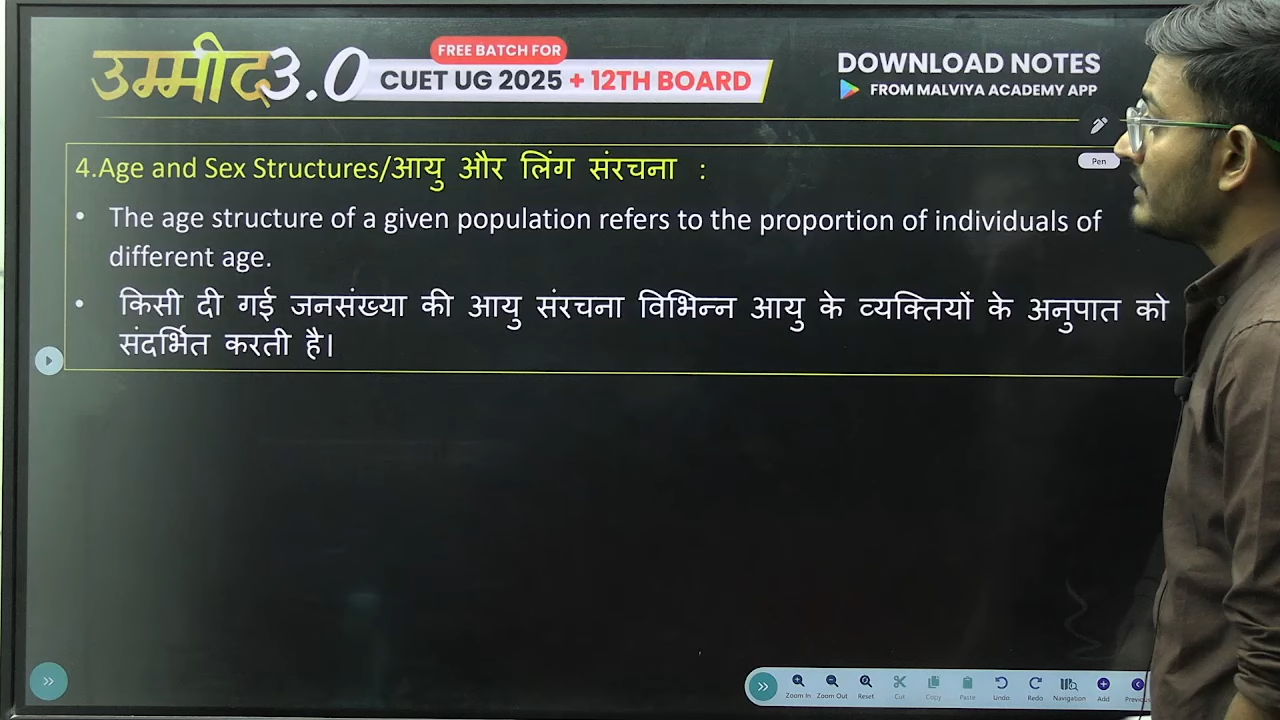 उम्मीद 3.0
FREE BATCH FOR
CUET UG 2025 + 12TH BOARD
DOWNLOAD NOTES
FROM MALVIYA ACADEMY APP
Pen
4.Age and Sex Structures/आयु और लिंग संरचना :
• The age structure of a given population refers to the proportion of individuals of
different age.
• किसी दी गई जनसंख्या की आयु संरचना विभिन्न आयु के व्यक्तियों के अनुपात को
संदर्भित करती है।
Zoom In Zoom Out Reset Cut Copy Paste Undo Redo Navigation Add